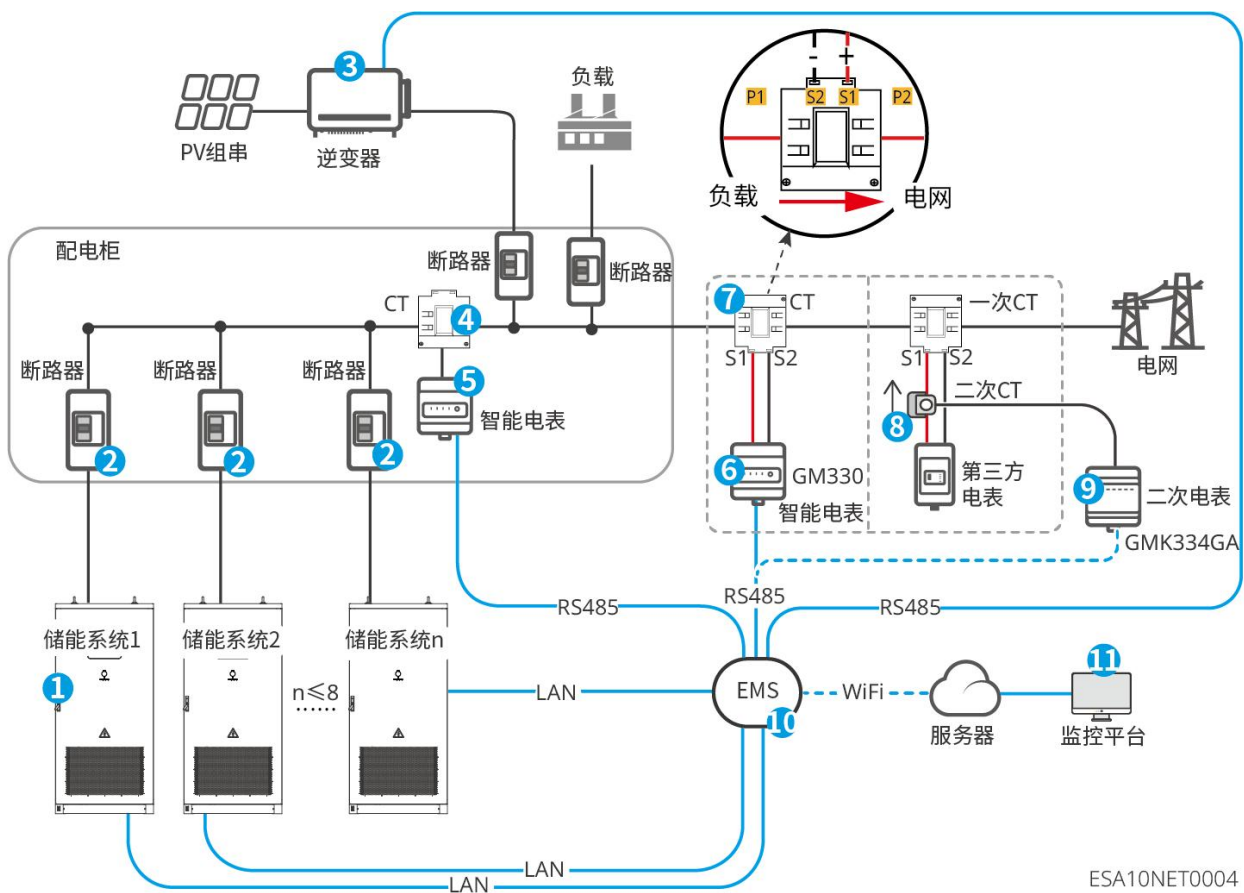 3
负载
- +
P1 S2 S1 P2
PV组串
逆变器
负载 电网
配电柜
断路器
断路器
CT
4
7
CT
一次CT
S1 S2
S1 S2
电网
断路器
断路器
断路器
5
智能电表
二次CT
8
2
2
2
6
GM330
智能电表
第三方
电表
9
二次电表
GMK334GA
RS485
RS485
RS485
储能系统1
储能系统2
储能系统n
1
n≤8
......
LAN
EMS
10
WiFi
11
服务器
监控平台
LAN
LAN
ESA10NET0004